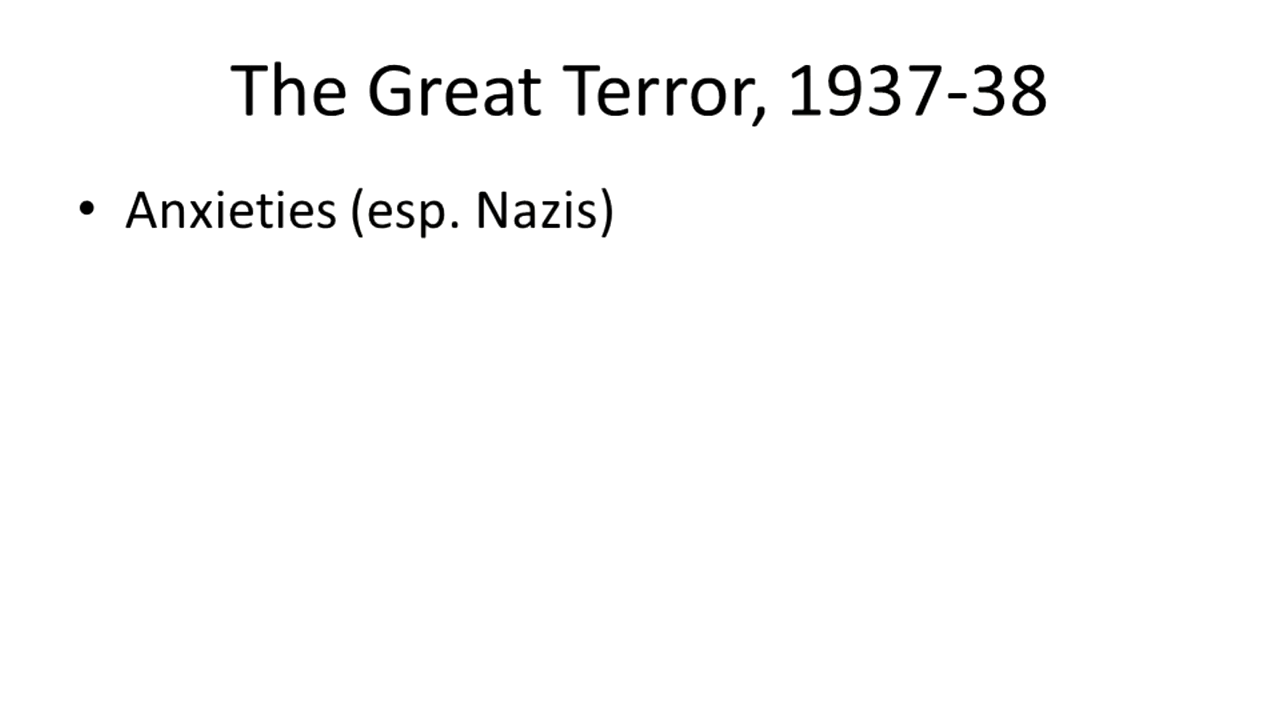 The Great Terror, 1937-38
• Anxieties (esp. Nazis)